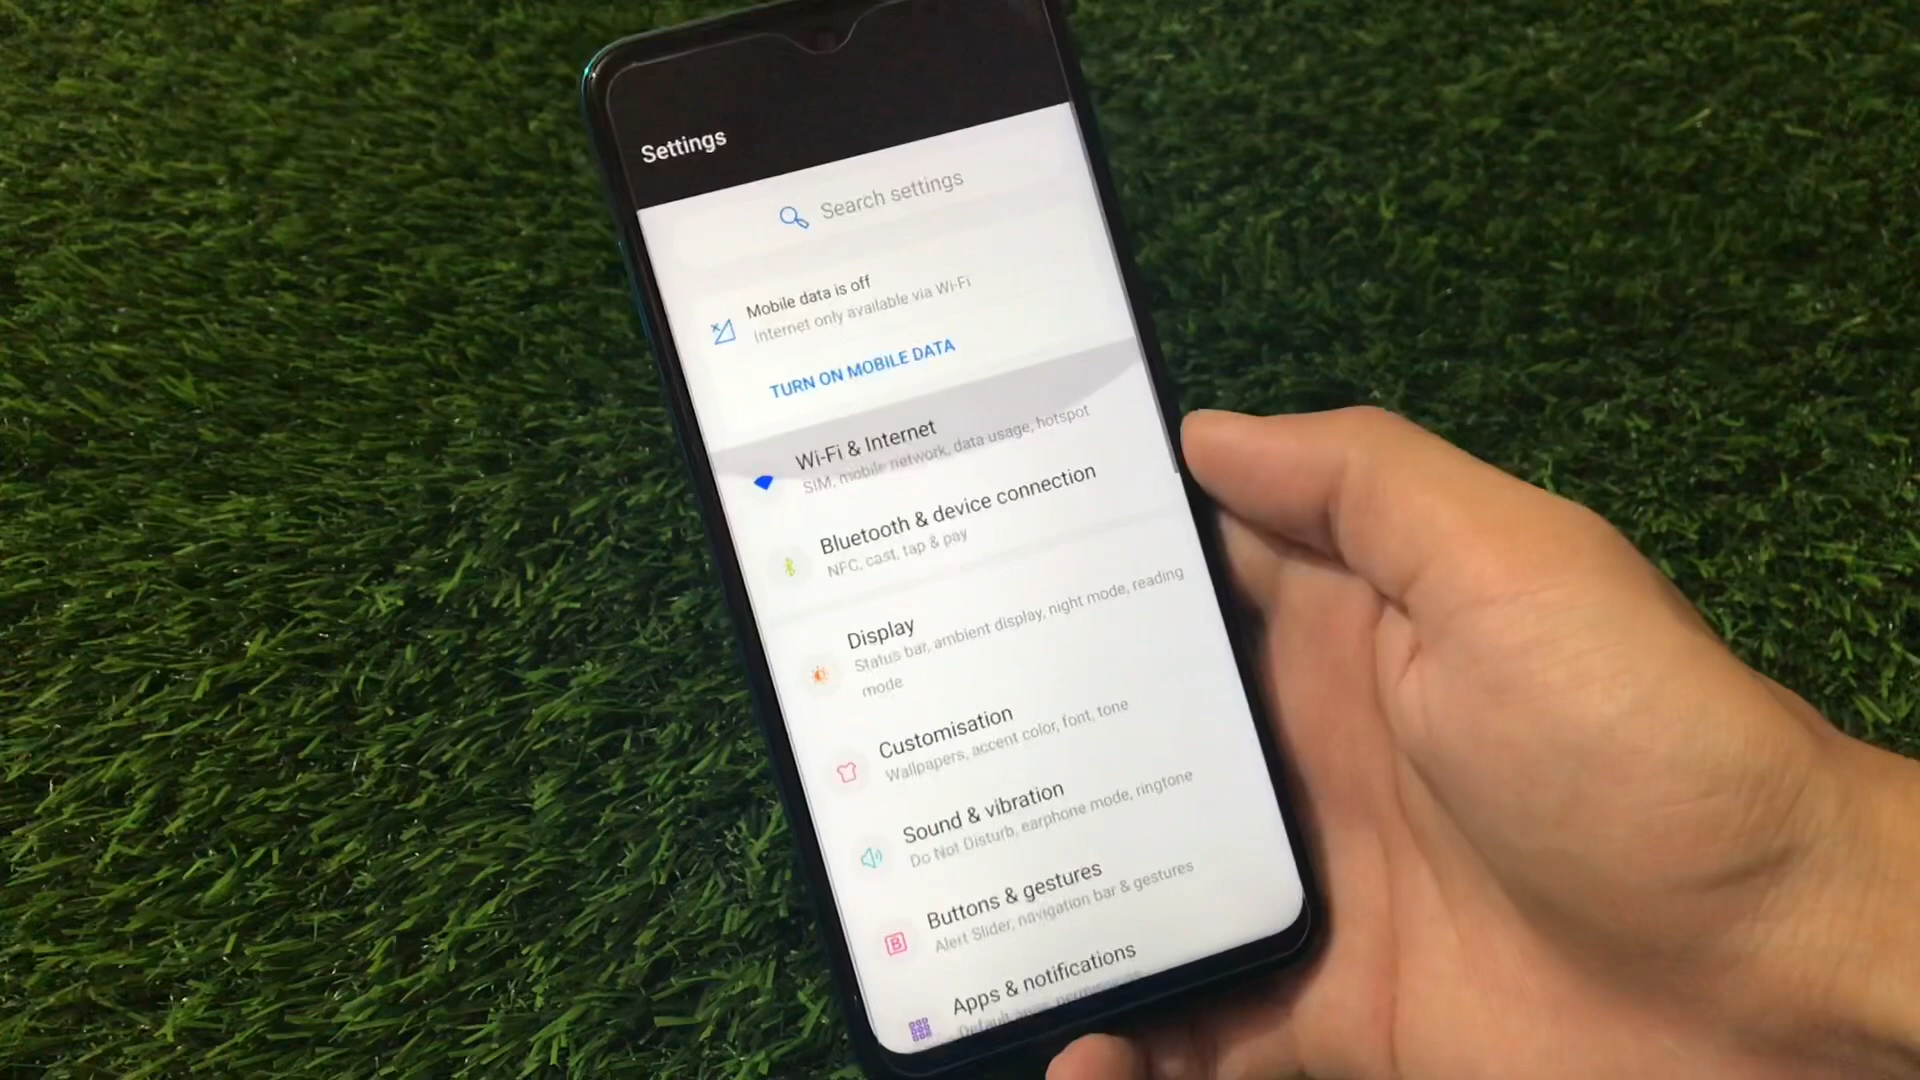 Settings
Search settings
Mobile data is off
Internet only available via Wi-Fi
TURN ON MOBILE DATA
Wi-Fi & Internet
SIM, mobile network, data usage, hotspot
Bluetooth & device connection
NFC, cast, tap & pay
Display
Status bar, ambient display, night mode, reading
mode
Customisation
Wallpapers, accent color, font, tone
Sound & vibration
Do Not Disturb, earphone mode, ringtone
Buttons & gestures
B
Alert Slider, navigation bar & gestures
Apps & notifications
Default